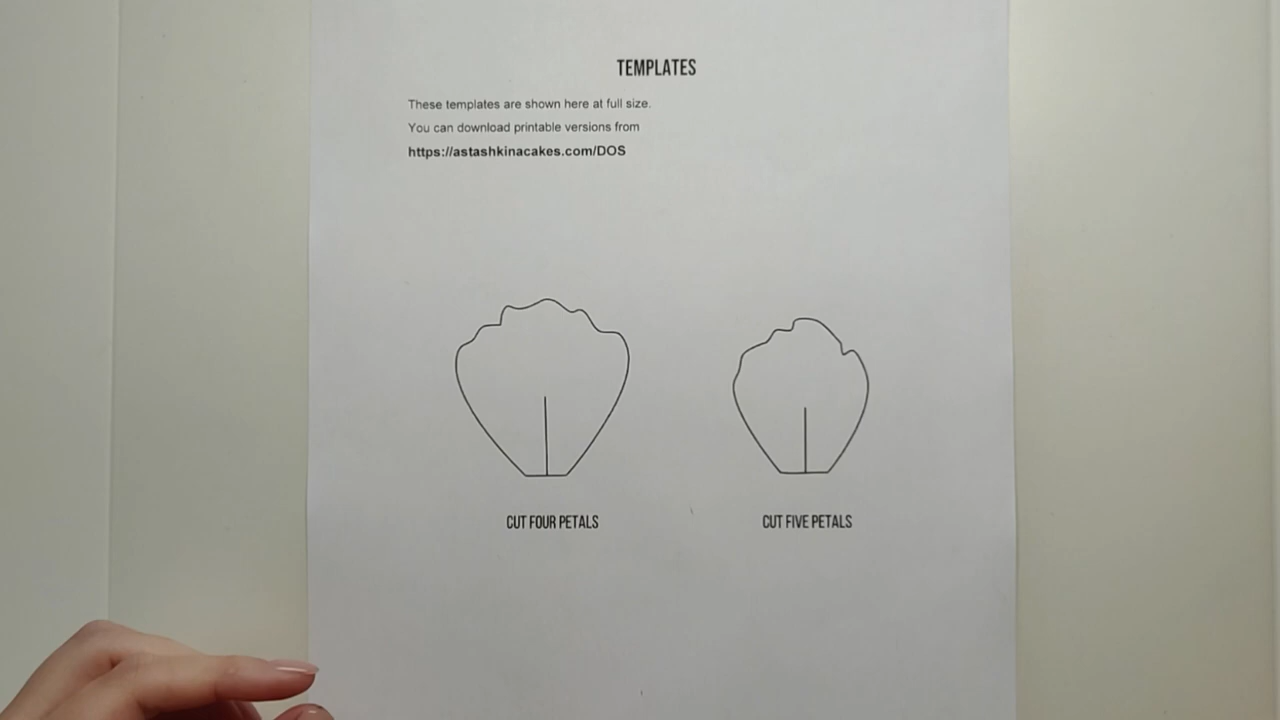 TEMPLATES
These templates are shown here at full size.
You can download printable versions from
https://astashkinacakes.com/DOS
CUT FOUR PETALS
CUT FIVE PETALS